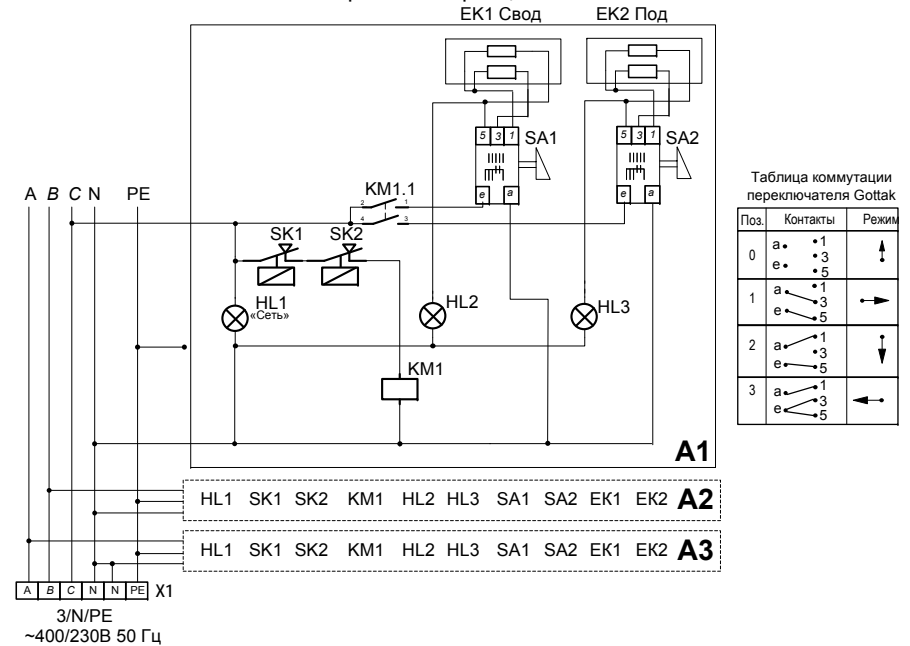 EK1 Свод
EK2 Под
5 3 1
SA1
e a
5 3 1
SA2
e a
A B C N PE
KM1.1
2 1
4 3
SK1 SK2
HL1
«Сеть»
HL2
HL3
KM1
A1
Таблица коммутации
переключателя Gottak
Поз. Контакты Режим
0 a 1
3
e 5
1 a 1
3
e 5
2 a 1
3
e 5
3 a 1
3
e 5
HL1 SK1 SK2 KM1 HL2 HL3 SA1 SA2 EK1 EK2 A2
HL1 SK1 SK2 KM1 HL2 HL3 SA1 SA2 EK1 EK2 A3
A B C N N PE X1
3/N/PE
~400/230В 50 Гц